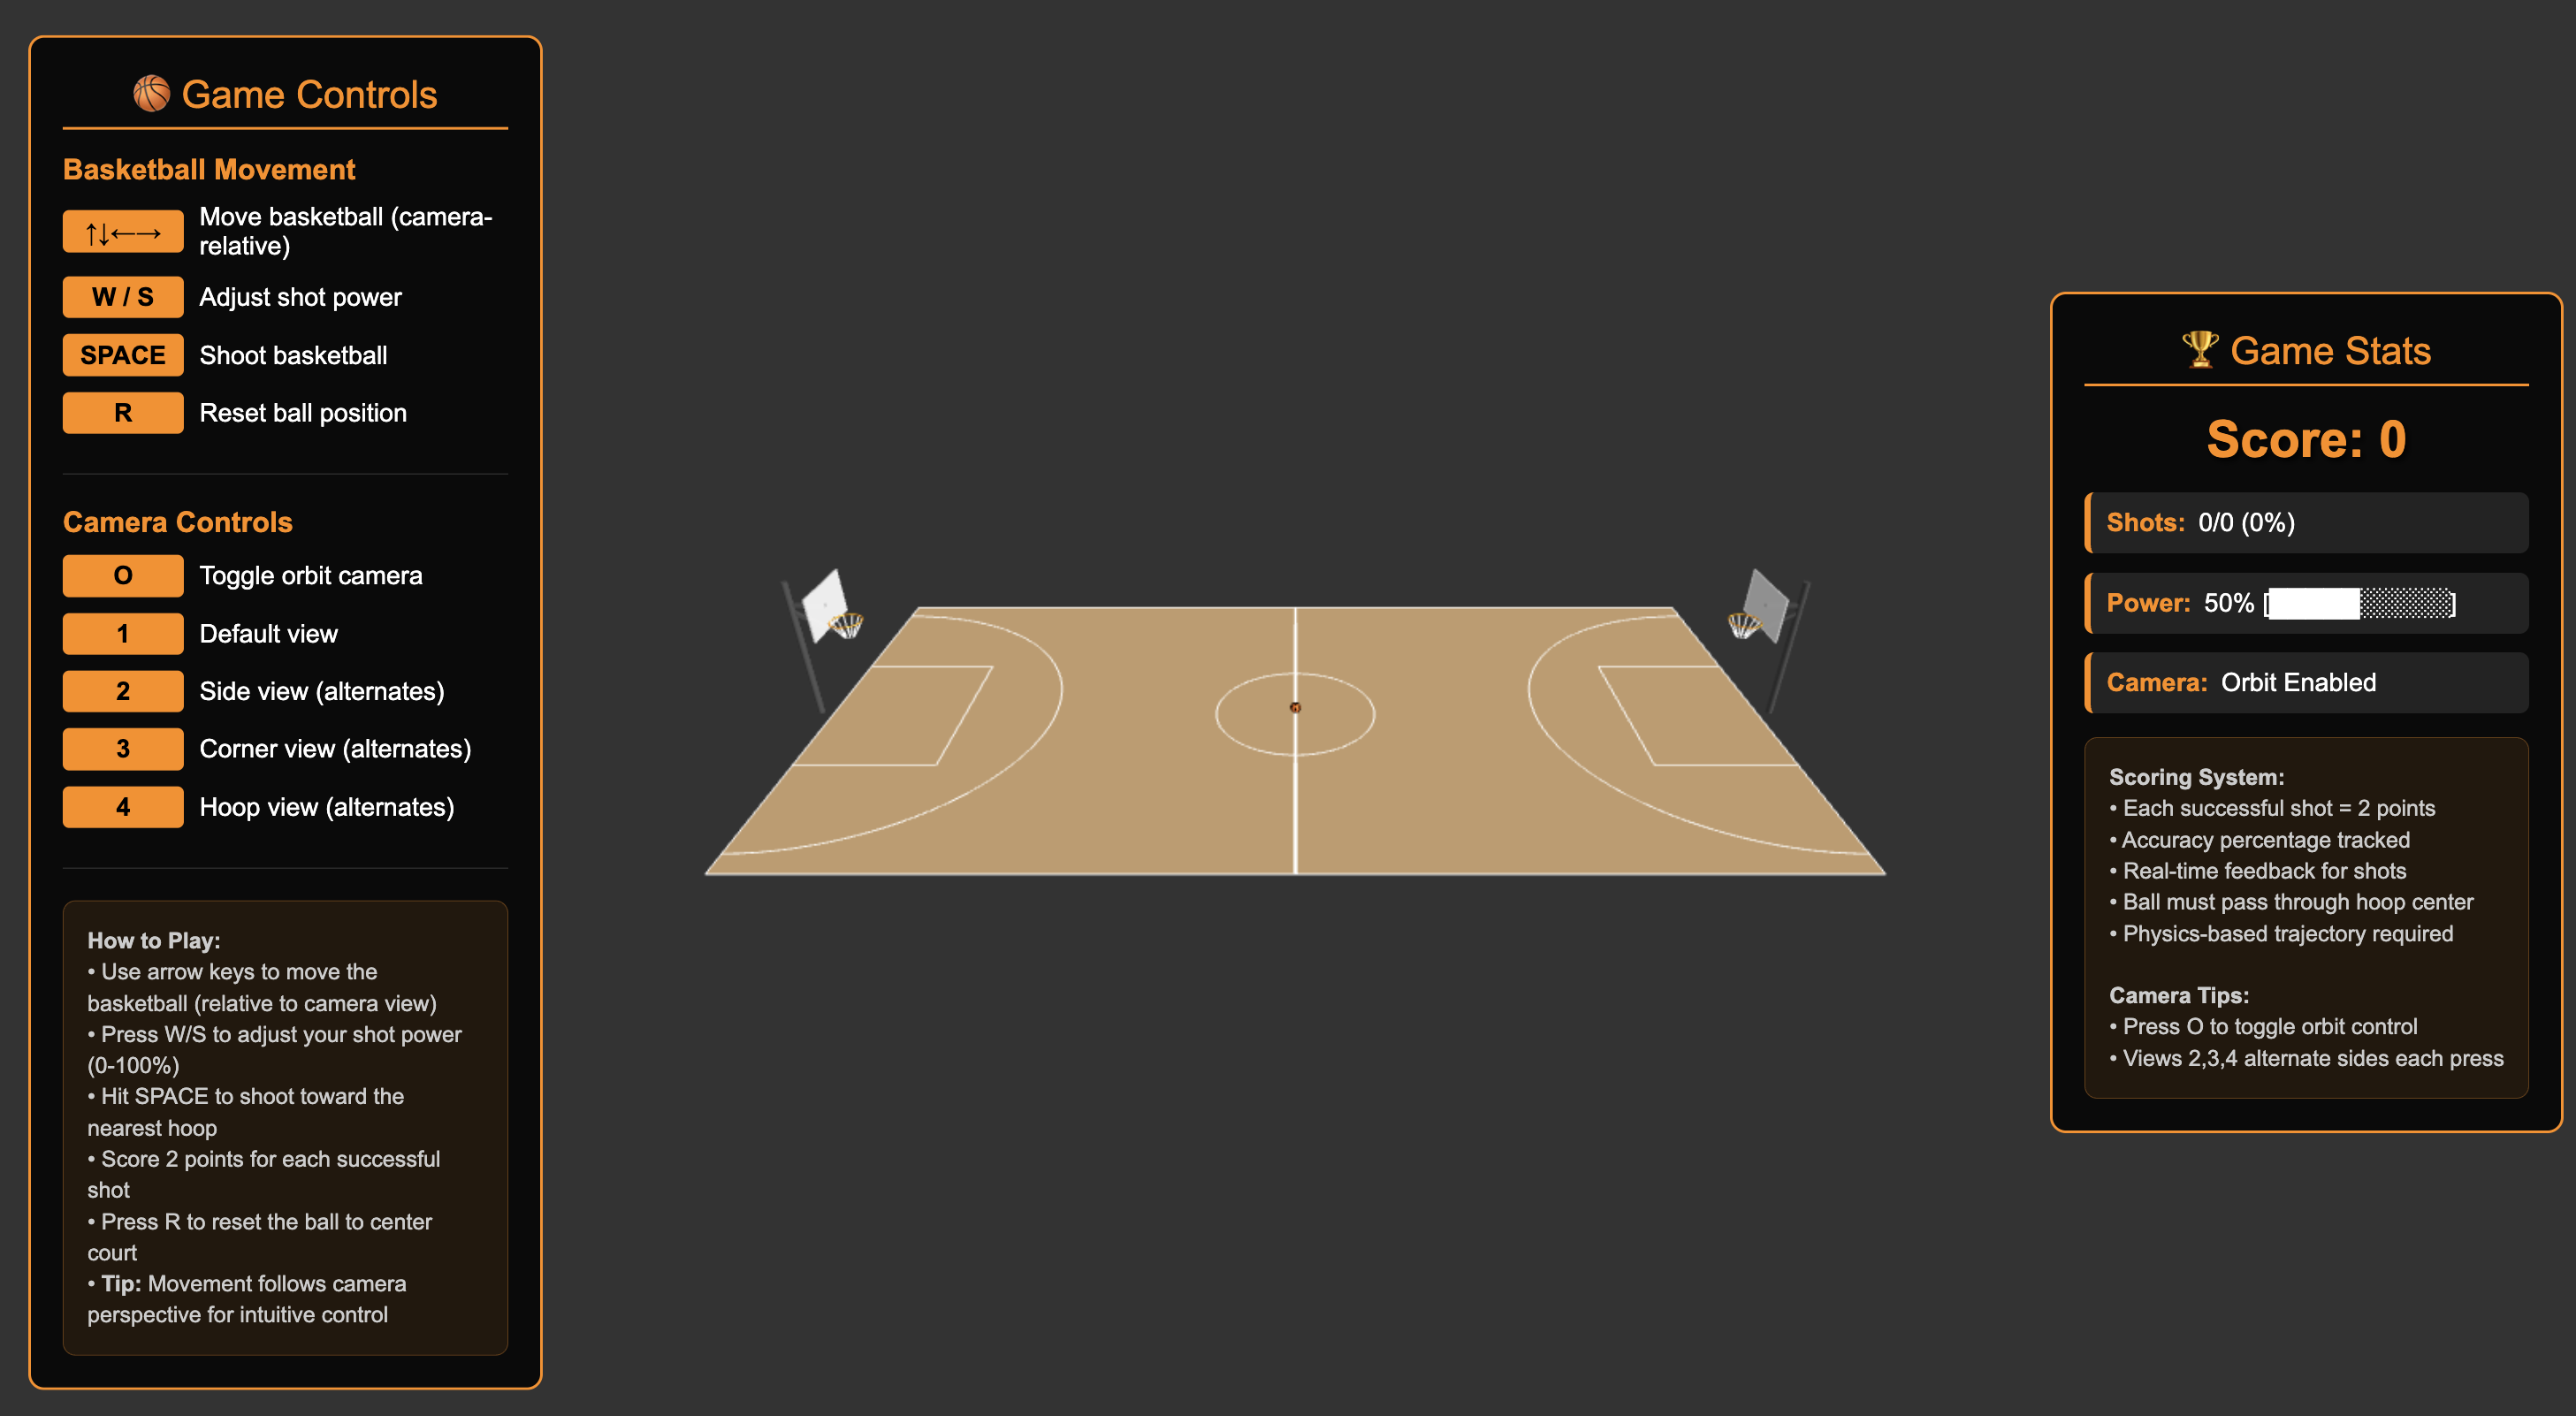 🏀 Game Controls
Basketball Movement
↑↓←→ Move basketball (camera-
relative)
W / S Adjust shot power
SPACE Shoot basketball
R Reset ball position
Camera Controls
O Toggle orbit camera
1 Default view
2 Side view (alternates)
3 Corner view (alternates)
4 Hoop view (alternates)
How to Play:
• Use arrow keys to move the
basketball (relative to camera view)
• Press W/S to adjust your shot power
(0-100%)
• Hit SPACE to shoot toward the
nearest hoop
• Score 2 points for each successful
shot
• Press R to reset the ball to center
court
• Tip: Movement follows camera
perspective for intuitive control
🏆 Game Stats
Score: 0
Shots: 0/0 (0%)
Power: 50% [█████░░░░░]
Camera: Orbit Enabled
Scoring System:
• Each successful shot = 2 points
• Accuracy percentage tracked
• Real-time feedback for shots
• Ball must pass through hoop center
• Physics-based trajectory required
Camera Tips:
• Press O to toggle orbit control
• Views 2,3,4 alternate sides each press